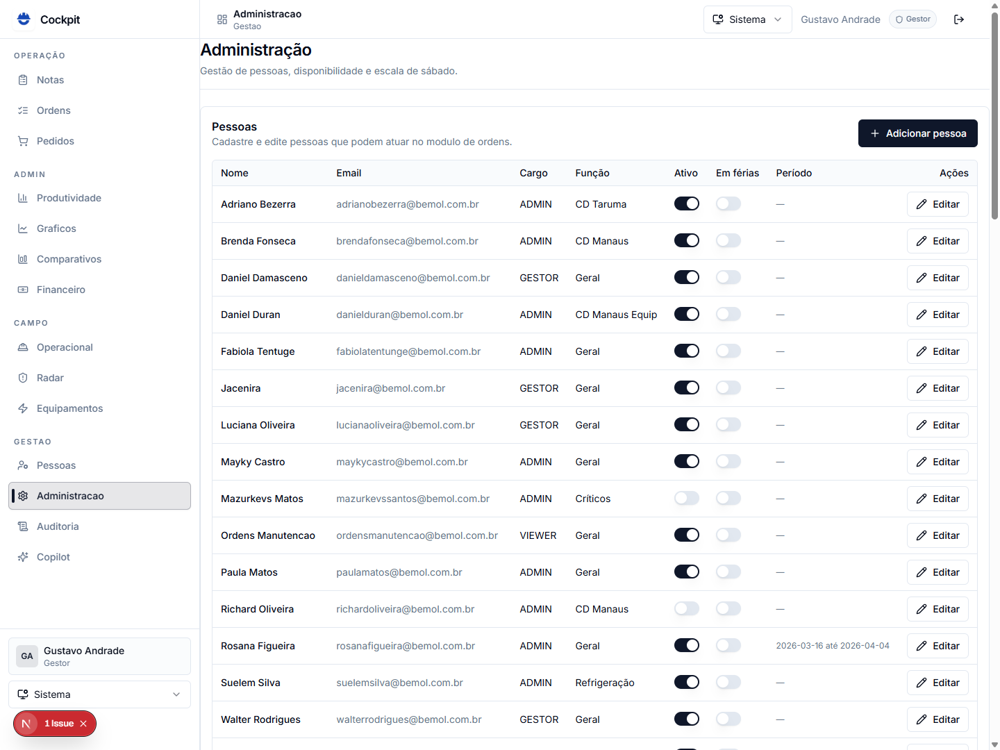 Cockpit
OPERAÇÃO
Notas
Ordens
Pedidos
ADMIN
Produtividade
Graficos
Comparativos
Financeiro
CAMPO
Operacional
Radar
Equipamentos
GESTAO
Pessoas
Administracao
Auditoria
Copilot
GA
Gustavo Andrade
Gestor
Sistema
N 1 Issue
Administracao
Gestao
Sistema
Gustavo Andrade
Gestor
Administração
Gestão de pessoas, disponibilidade e escala de sábado.
Pessoas
Cadastre e edite pessoas que podem atuar no modulo de ordens.
Adicionar pessoa
Nome Email Cargo Função Ativo Em férias Período Ações
Adriano Bezerra adrianobezerra@bemol.com.br ADMIN CD Taruma — Editar
Brenda Fonseca brendafonseca@bemol.com.br ADMIN CD Manaus — Editar
Daniel Damasceno danieldamasceno@bemol.com.br GESTOR Geral — Editar
Daniel Duran danielduran@bemol.com.br ADMIN CD Manaus Equip — Editar
Fabiola Tentuge fabiolatentunge@bemol.com.br ADMIN Geral — Editar
Jacenira jacenira@bemol.com.br GESTOR Geral — Editar
Luciana Oliveira lucianaoliveira@bemol.com.br GESTOR Geral — Editar
Mayky Castro maykycastro@bemol.com.br ADMIN Geral — Editar
Mazurkevs Matos mazurkevssantos@bemol.com.br ADMIN Críticos — Editar
Ordens Manutencao ordensmanutencao@bemol.com.br VIEWER Geral — Editar
Paula Matos paulamatos@bemol.com.br ADMIN Geral — Editar
Richard Oliveira richardoliveira@bemol.com.br ADMIN CD Manaus — Editar
Rosana Figueira rosanafigueira@bemol.com.br ADMIN Geral 2026-03-16 até 2026-04-04 Editar
Suelem Silva suelemsilva@bemol.com.br ADMIN Refrigeração — Editar
Walter Rodrigues walterrodrigues@bemol.com.br GESTOR Geral — Editar